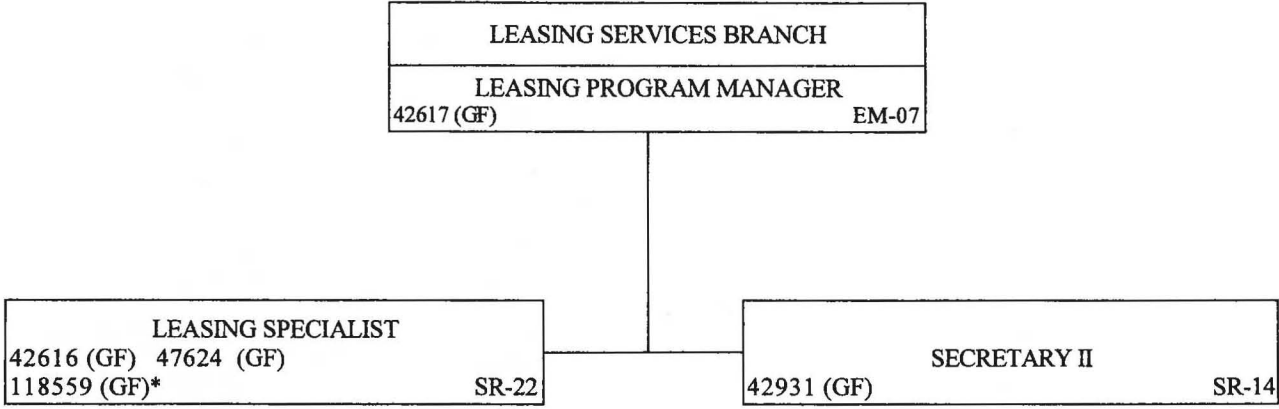 LEASING SERVICES BRANCH
LEASING PROGRAM MANAGER
42617 (GF) EM-07
LEASING SPECIALIST
42616 (GF) 47624 (GF)
118559 (GF)* SR-22
SECRETARY II
42931 (GF) SR-14